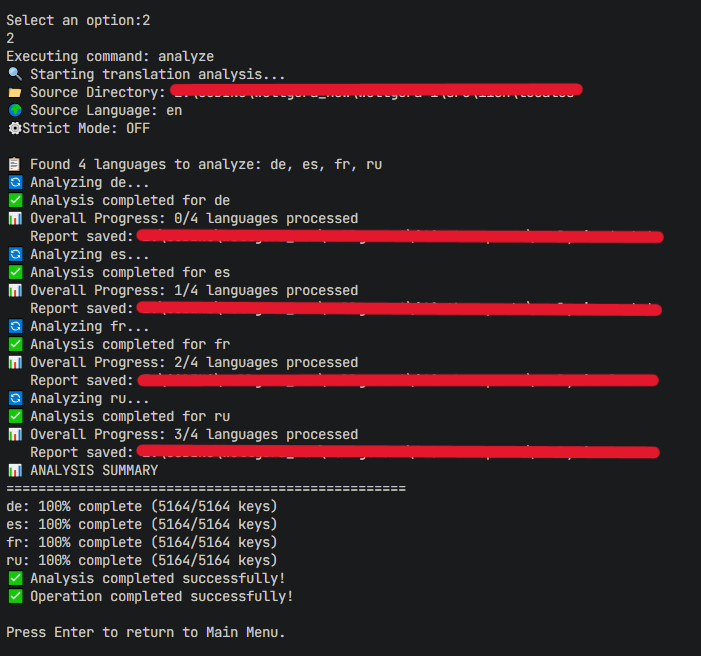 Select an option:2
2
Executing command: analyze
🔍 Starting translation analysis...
📁 Source Directory:
🌍 Source Language: en
⚙️Strict Mode: OFF
📋 Found 4 languages to analyze: de, es, fr, ru
🔄 Analyzing de...
✅ Analysis completed for de
📊 Overall Progress: 0/4 languages processed
Report saved:
🔄 Analyzing es...
✅ Analysis completed for es
📊 Overall Progress: 1/4 languages processed
Report saved:
🔄 Analyzing fr...
✅ Analysis completed for fr
📊 Overall Progress: 2/4 languages processed
Report saved:
🔄 Analyzing ru...
✅ Analysis completed for ru
📊 Overall Progress: 3/4 languages processed
Report saved:
📊 ANALYSIS SUMMARY
==================================================
de: 100% complete (5164/5164 keys)
es: 100% complete (5164/5164 keys)
fr: 100% complete (5164/5164 keys)
ru: 100% complete (5164/5164 keys)
✅ Analysis completed successfully!
✅ Operation completed successfully!
Press Enter to return to Main Menu.